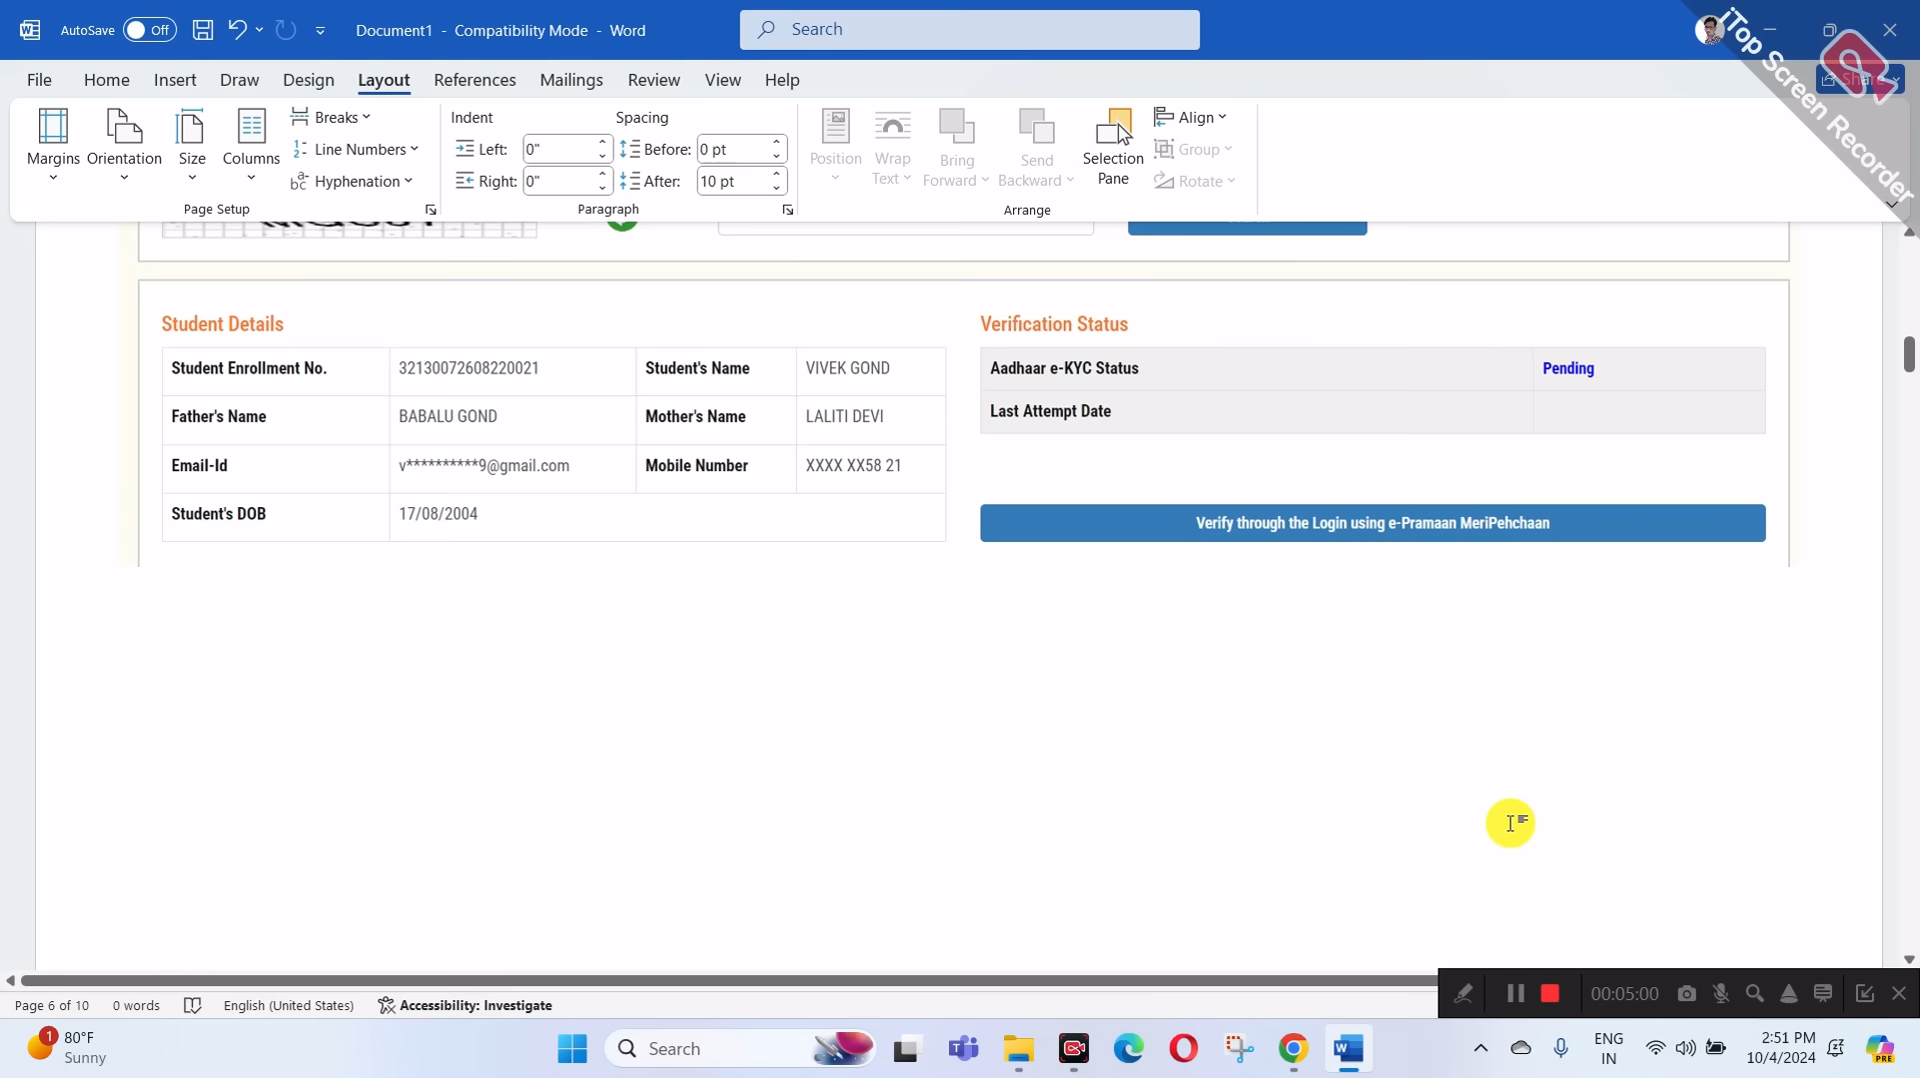 AutoSave Off Document1 - Compatibility Mode - Word Search
iTop Screen Recorder
File Home Insert Draw Design Layout References Mailings Review View Help Share
Margins Orientation Size Columns Breaks Line Numbers Hyphenation
Page Setup
Indent Spacing
Left: 0" Before: 0 pt
Right: 0" After: 10 pt
Paragraph
Position Wrap Text Bring Forward Send Backward Selection Pane Align Group Rotate
Arrange
Student Details Verification Status
Student Enrollment No. 32130072608220021 Student's Name VIVEK GOND Aadhaar e-KYC Status Pending
Father's Name BABALU GOND Mother's Name LALITI DEVI Last Attempt Date
Email-Id v**********9@gmail.com Mobile Number XXXX XX58 21
Student's DOB 17/08/2004 Verify through the Login using e-Pramaan MeriPehchaan
Page 6 of 10 0 words English (United States) Accessibility: Investigate 00:05:00
1 80°F Sunny Search ENG IN 2:51 PM 10/4/2024 PRE